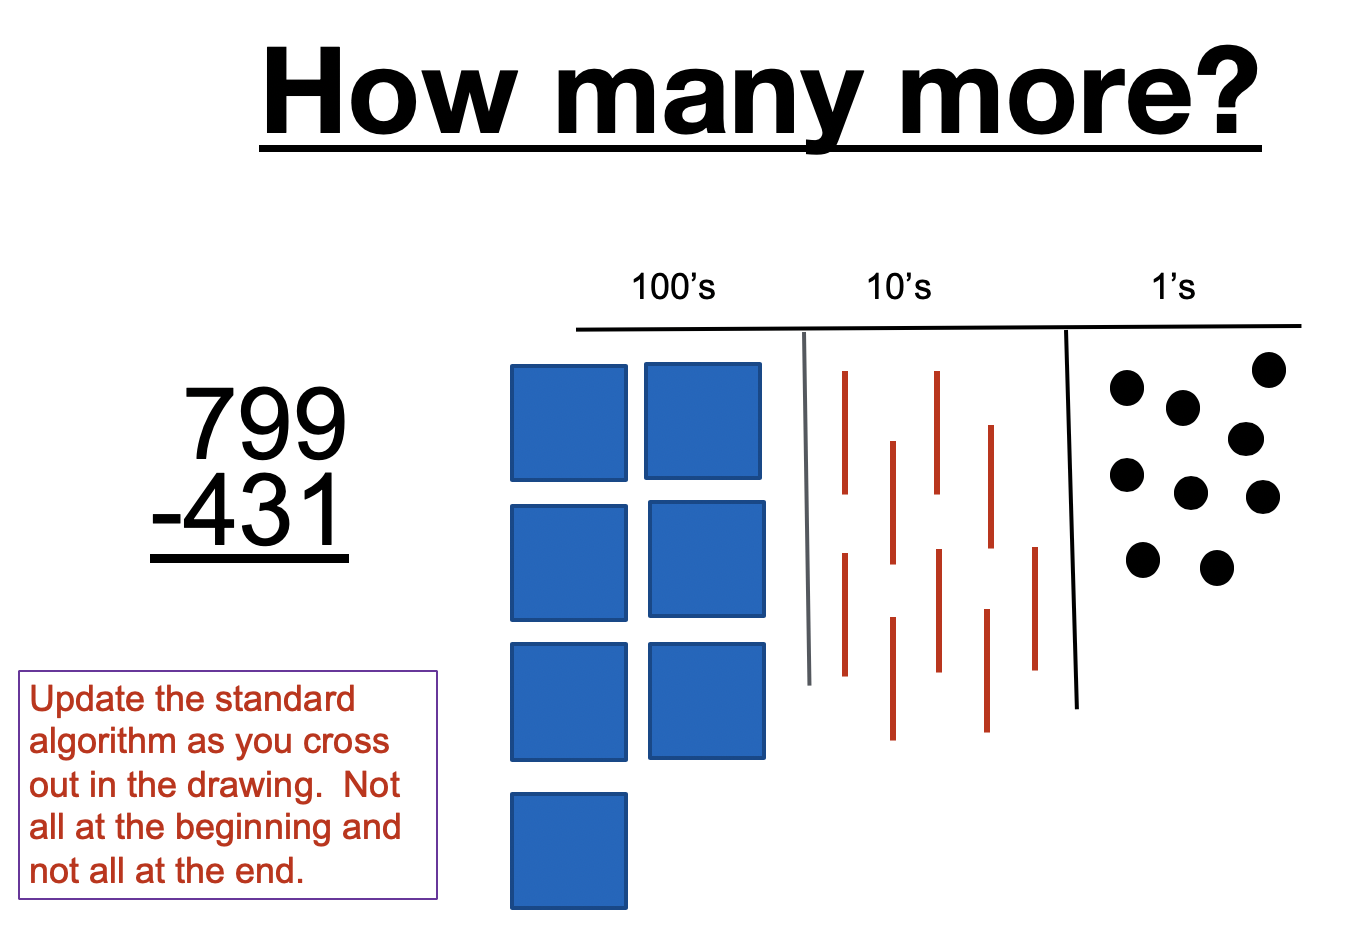 How many more?
100’s 10’s 1’s
799
-431
Update the standard
algorithm as you cross
out in the drawing.  Not
all at the beginning and
not all at the end.